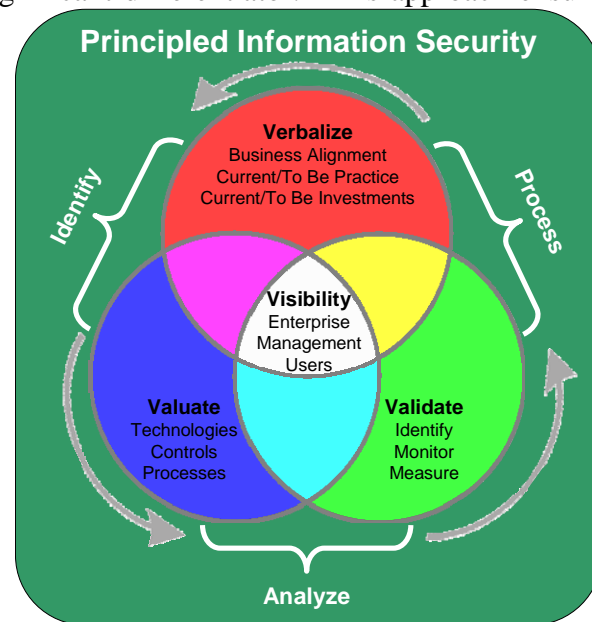 Principled Information Security
Verbalize
Business Alignment
Current/To Be Practice
Current/To Be Investments
Identify
Process
Visibility
Enterprise
Management
Users
Valuate
Technologies
Controls
Processes
Validate
Identify
Monitor
Measure
Analyze